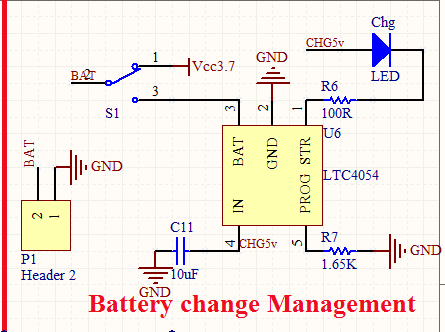 Chg
CHG5v
LED
BAT
2
1
Vcc3.7
3
S1
GND
R6
100R
3
2
1
U6
BAT
GND
STR
LTC4054
IN
PROG
4
5
CHG5v
C11
10uF
GND
R7
1.65K
GND
BAT
GND
2
1
P1
Header 2
Battery change Management